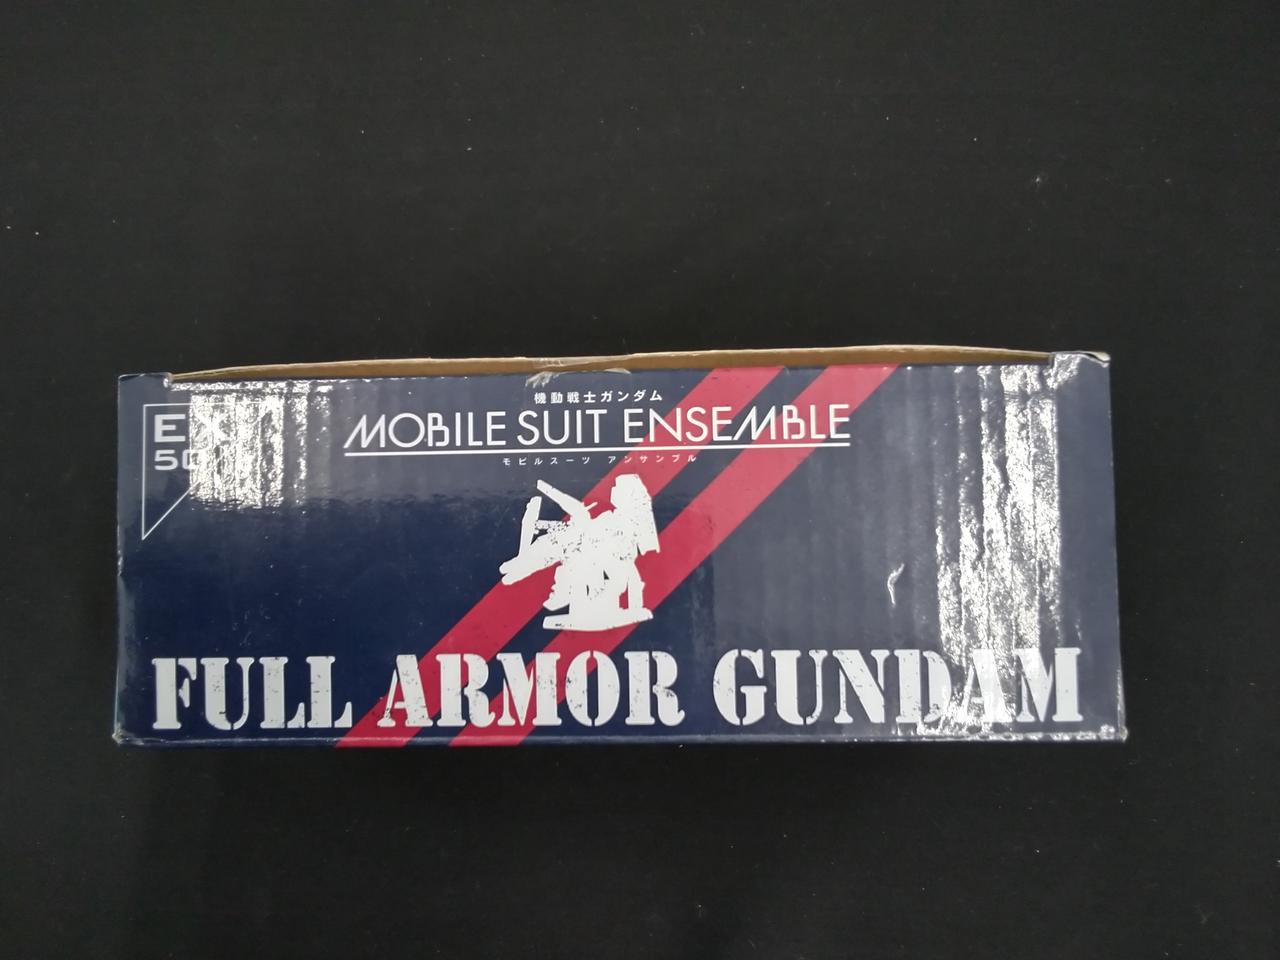 EX
機動戦士ガンダム
MOBILE SUIT ENSEMBLE
モビルスーツ アンサンブル
FULL ARMOR GUNDAM